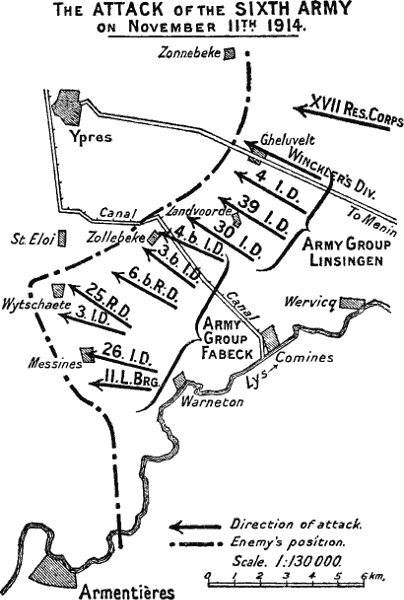 THE ATTACK OF THE SIXTH ARMY
ON NOVEMBER 11TH 1914.
Zonnebeke
XVII RES. CORPS
Ypres
Gheluvelt
WINCKLER'S DIV.
4. I.D.
39 I.D.
To Menin
Canal
Zandvoorde
30 I.D.
ARMY GROUP
LINSINGEN
St. Eloi
Zollebeke
4.b. I.D.
3.b. I.D
6.b.R.D.
Canal
Wervicq
Wytschaete
25.R.D.
3. I.D.
ARMY
GROUP
FABECK
Messines
26. I.D.
11.L.BRG.
Comines
Lys→
Warneton
Direction of attack.
Enemy's position.
Scale. 1:130000.
0 1 2 3 4 5 6 km.
Armentières